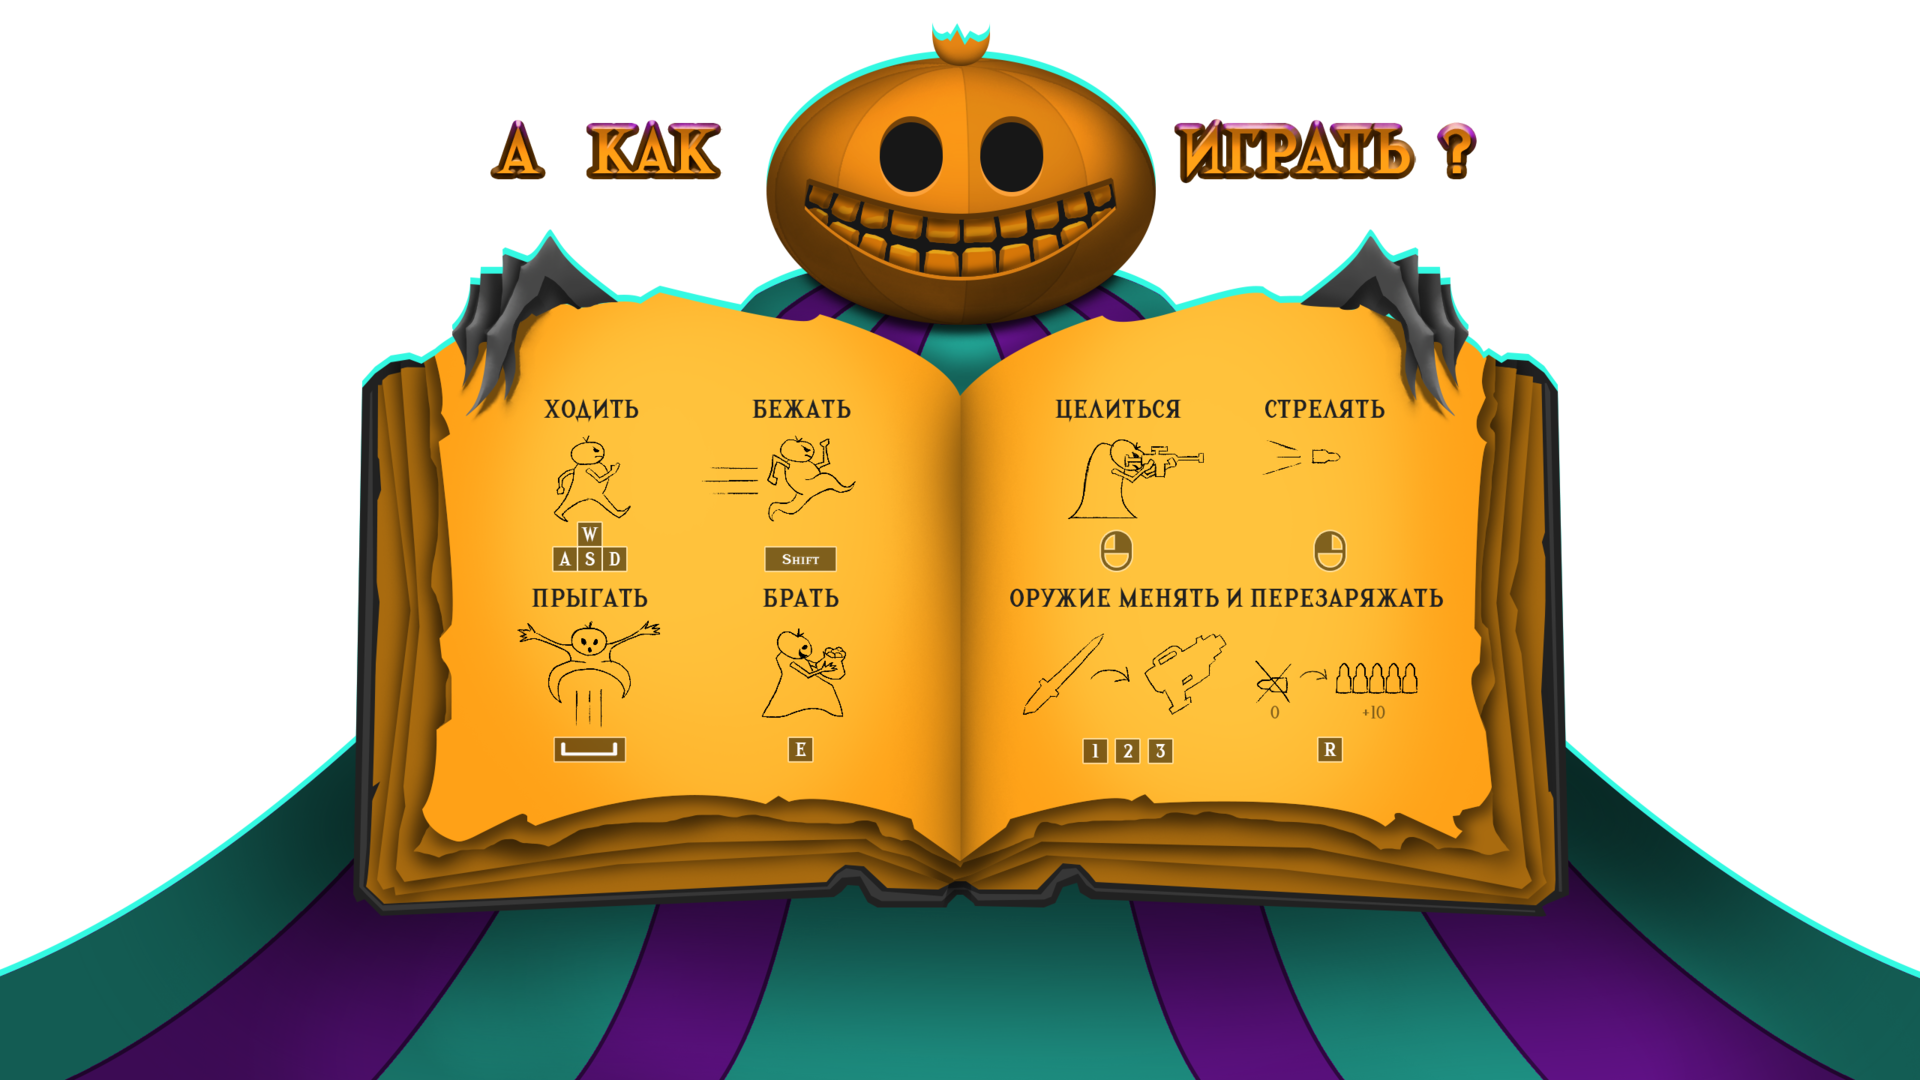 А КАК ИГРАТЬ ?
ХОДИТЬ
W
A S D
БЕЖАТЬ
Shift
ПРЫГАТЬ
БРАТЬ
E
ЦЕЛИТЬСЯ
СТРЕЛЯТЬ
ОРУЖИЕ МЕНЯТЬ И ПЕРЕЗАРЯЖАТЬ
0 +10
1 2 3
R